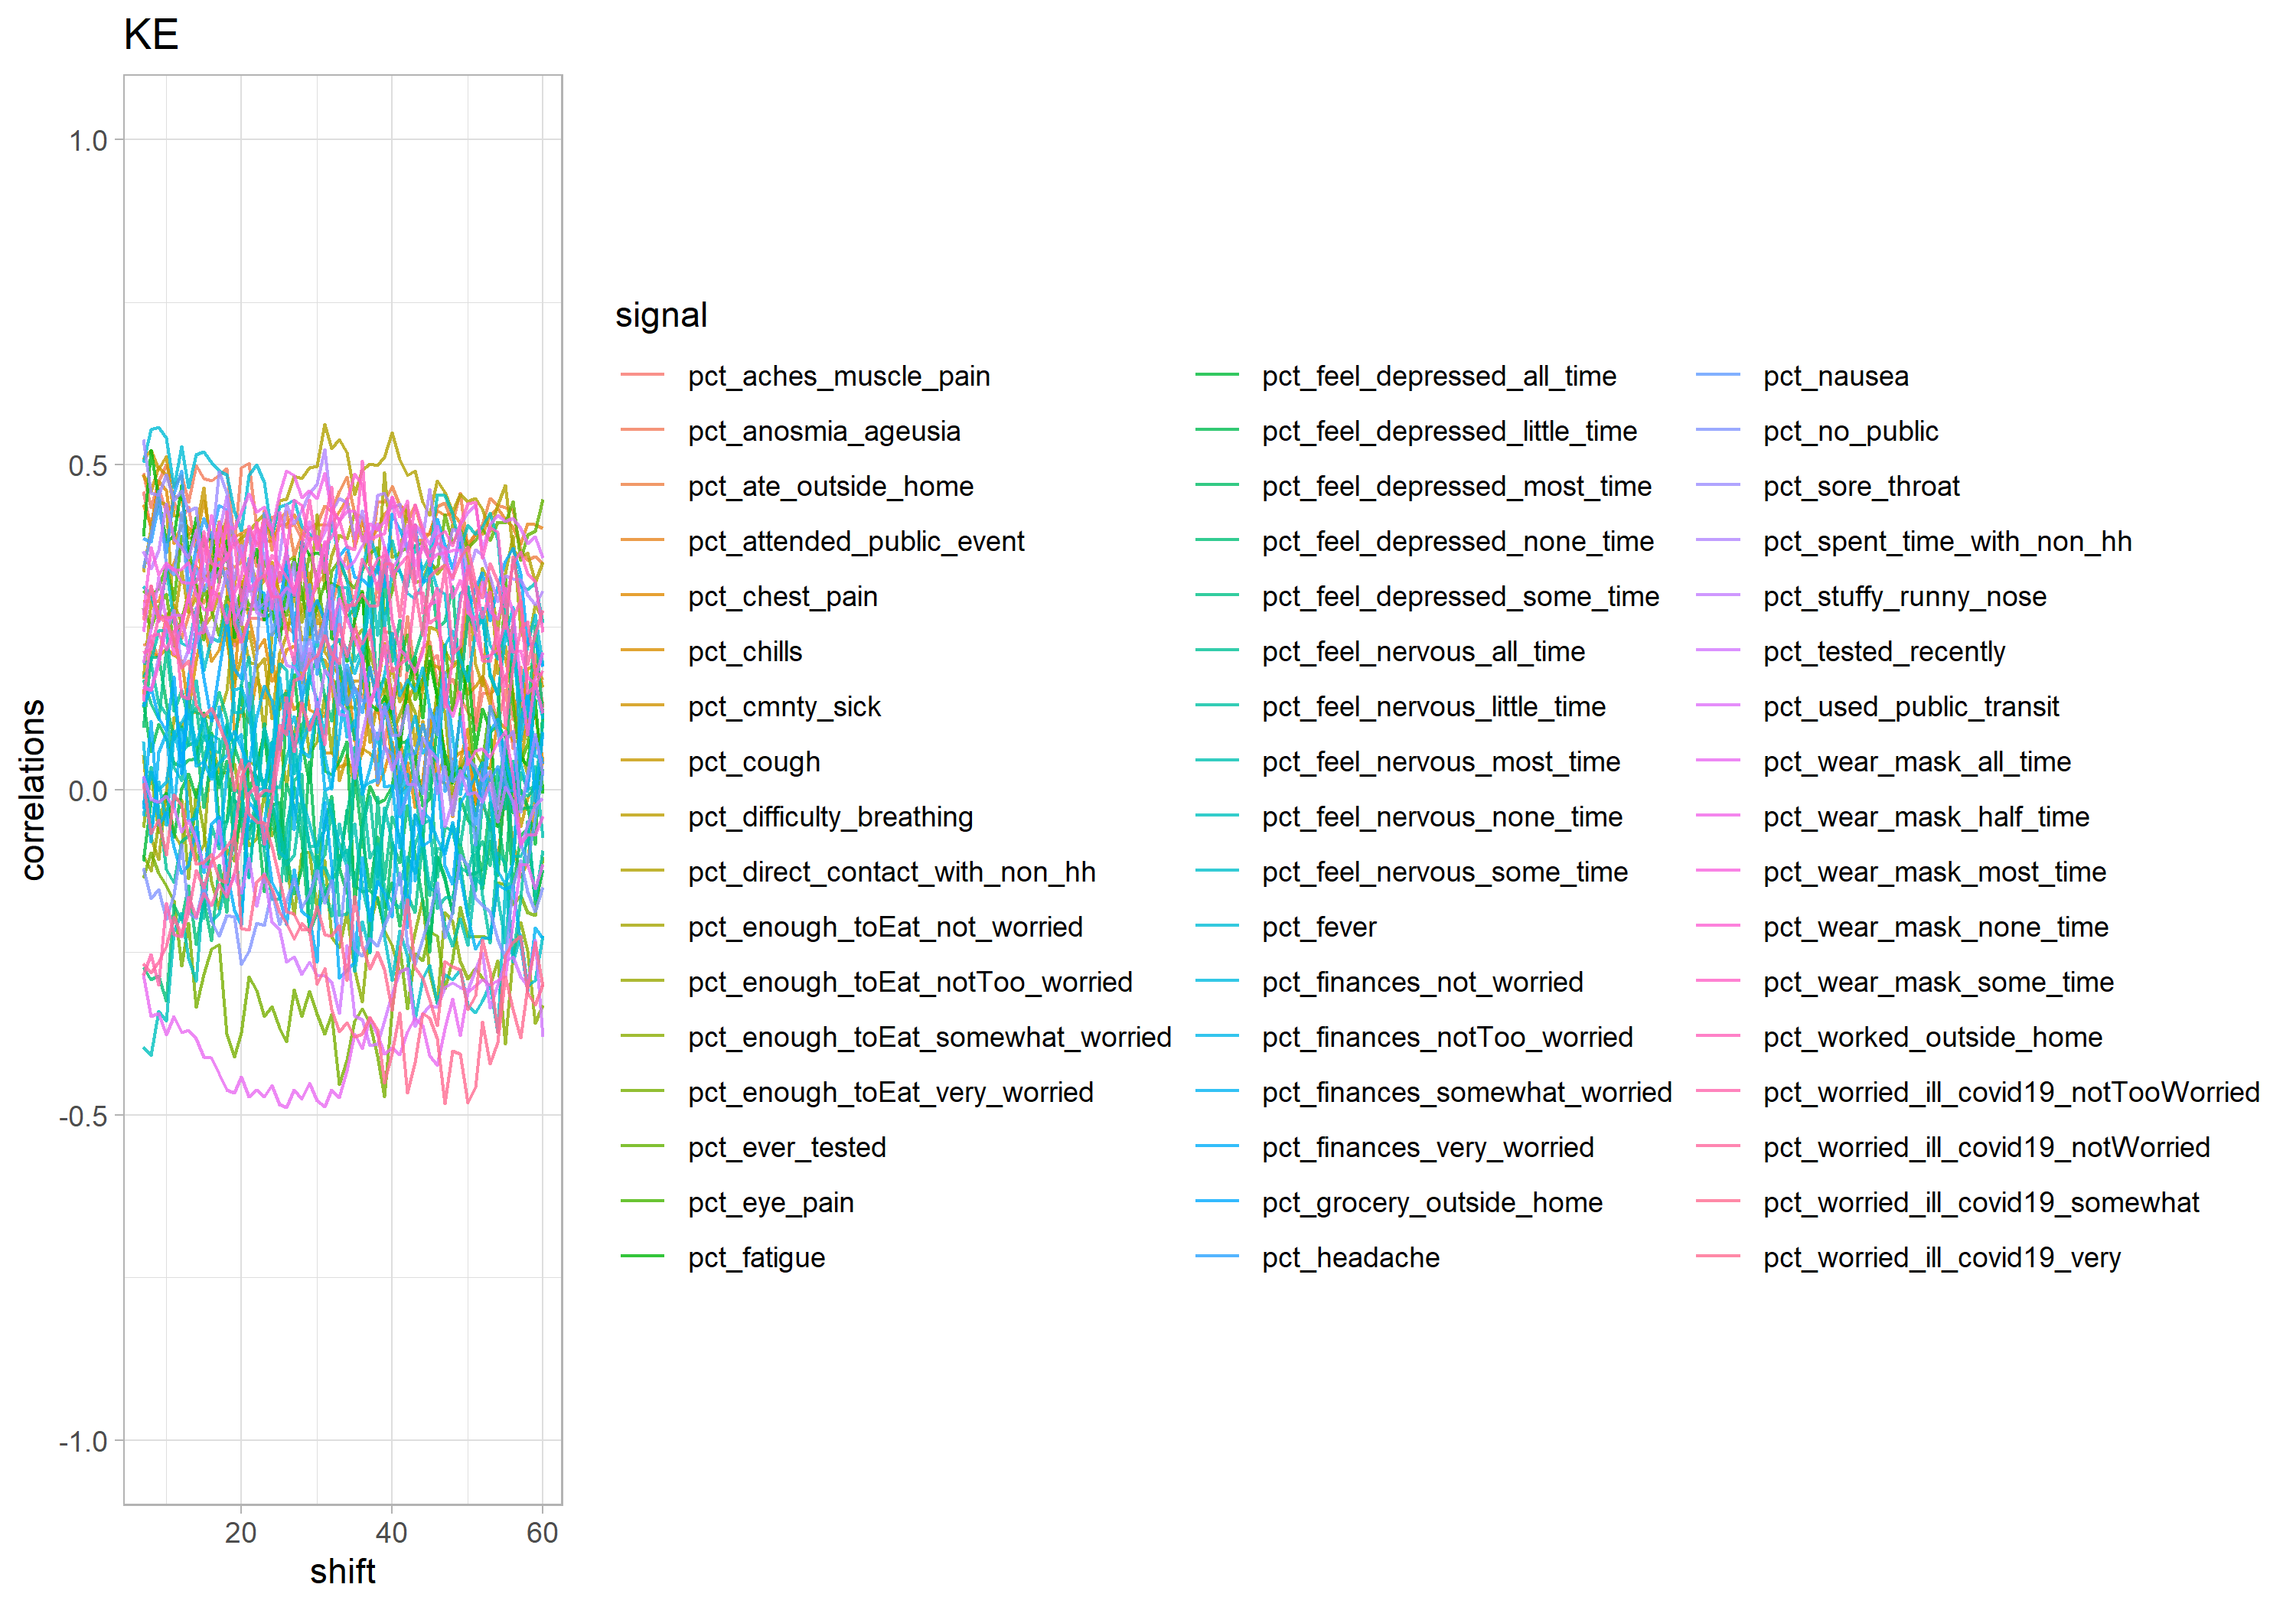 KE
1.0
0.5
0.0
-0.5
-1.0
correlations
20 40 60
shift
signal
pct_aches_muscle_pain
pct_anosmia_ageusia
pct_ate_outside_home
pct_attended_public_event
pct_chest_pain
pct_chills
pct_cmnty_sick
pct_cough
pct_difficulty_breathing
pct_direct_contact_with_non_hh
pct_enough_toEat_not_worried
pct_enough_toEat_notToo_worried
pct_enough_toEat_somewhat_worried
pct_enough_toEat_very_worried
pct_ever_tested
pct_eye_pain
pct_fatigue
pct_feel_depressed_all_time
pct_feel_depressed_little_time
pct_feel_depressed_most_time
pct_feel_depressed_none_time
pct_feel_depressed_some_time
pct_feel_nervous_all_time
pct_feel_nervous_little_time
pct_feel_nervous_most_time
pct_feel_nervous_none_time
pct_feel_nervous_some_time
pct_fever
pct_finances_not_worried
pct_finances_notToo_worried
pct_finances_somewhat_worried
pct_finances_very_worried
pct_grocery_outside_home
pct_headache
pct_nausea
pct_no_public
pct_sore_throat
pct_spent_time_with_non_hh
pct_stuffy_runny_nose
pct_tested_recently
pct_used_public_transit
pct_wear_mask_all_time
pct_wear_mask_half_time
pct_wear_mask_most_time
pct_wear_mask_none_time
pct_wear_mask_some_time
pct_worked_outside_home
pct_worried_ill_covid19_notTooWorried
pct_worried_ill_covid19_notWorried
pct_worried_ill_covid19_somewhat
pct_worried_ill_covid19_very